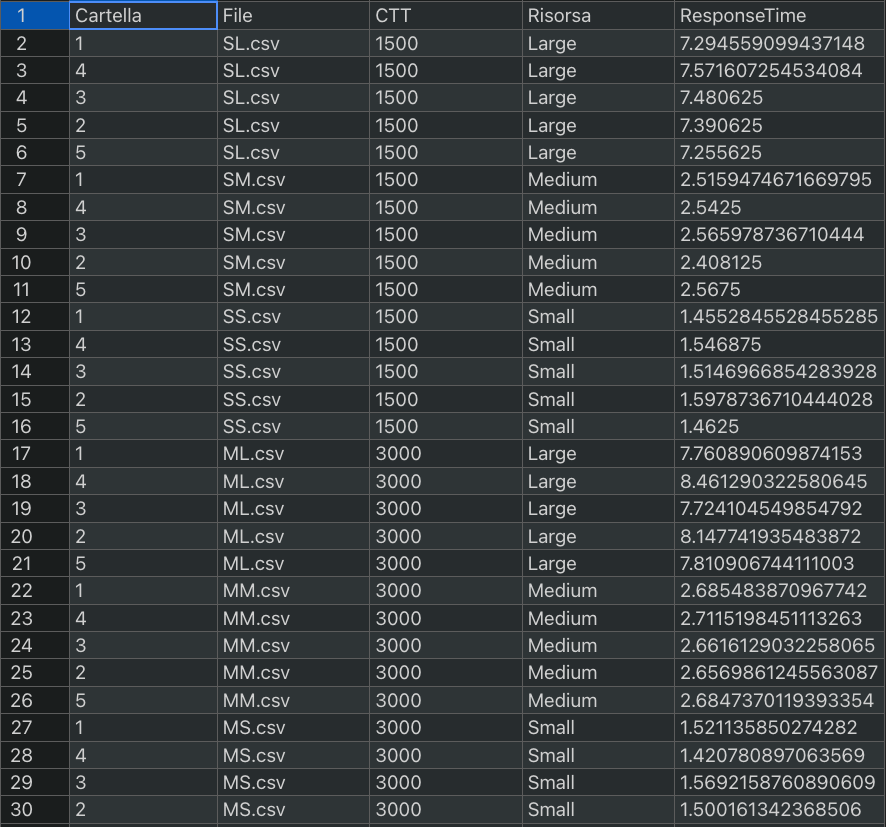 1 Cartella File CTT Risorsa ResponseTime
2 1 SL.csv 1500 Large 7.294559099437148
3 4 SL.csv 1500 Large 7.571607254534084
4 3 SL.csv 1500 Large 7.480625
5 2 SL.csv 1500 Large 7.390625
6 5 SL.csv 1500 Large 7.255625
7 1 SM.csv 1500 Medium 2.5159474671669795
8 4 SM.csv 1500 Medium 2.5425
9 3 SM.csv 1500 Medium 2.565978736710444
10 2 SM.csv 1500 Medium 2.408125
11 5 SM.csv 1500 Medium 2.5675
12 1 SS.csv 1500 Small 1.4552845528455285
13 4 SS.csv 1500 Small 1.546875
14 3 SS.csv 1500 Small 1.5146966854283928
15 2 SS.csv 1500 Small 1.5978736710444028
16 5 SS.csv 1500 Small 1.4625
17 1 ML.csv 3000 Large 7.760890609874153
18 4 ML.csv 3000 Large 8.461290322580645
19 3 ML.csv 3000 Large 7.724104549854792
20 2 ML.csv 3000 Large 8.147741935483872
21 5 ML.csv 3000 Large 7.810906744111003
22 1 MM.csv 3000 Medium 2.685483870967742
23 4 MM.csv 3000 Medium 2.7115198451113263
24 3 MM.csv 3000 Medium 2.6616129032258065
25 2 MM.csv 3000 Medium 2.6569861245563087
26 5 MM.csv 3000 Medium 2.6847370119393354
27 1 MS.csv 3000 Small 1.521135850274282
28 4 MS.csv 3000 Small 1.420780897063569
29 3 MS.csv 3000 Small 1.5692158760890609
30 2 MS.csv 3000 Small 1.500161342368506